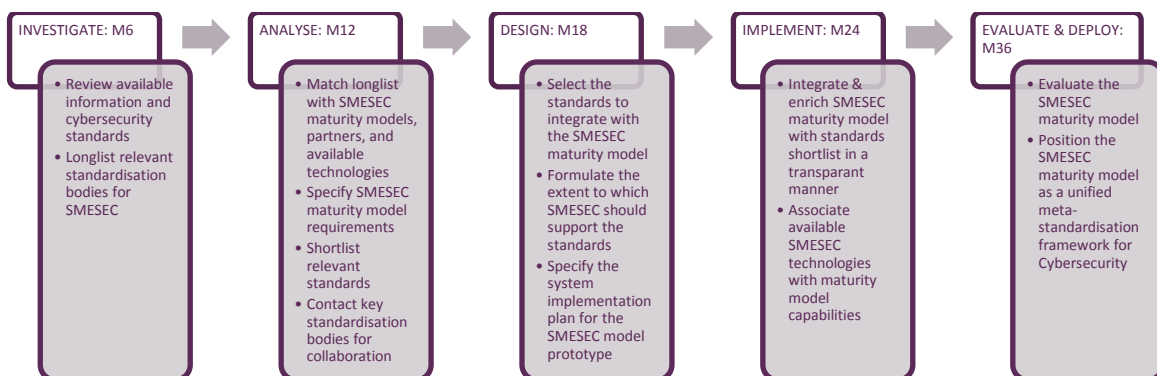 INVESTIGATE: M6
• Review available
information and
cybersecurity
standards
• Longlist relevant
standardisation
bodies for
SMESEC
ANALYSE: M12
• Match longlist
with SMESEC
maturity models,
partners, and
available
technologies
• Specify SMESEC
maturity model
requirements
• Shortlist
relevant
standards
• Contact key
standardisation
bodies for
collaboration
DESIGN: M18
• Select the
standards to
integrate with
the SMESEC
maturity model
• Formulate the
extent to which
SMESEC should
support the
standards
• Specify the
system
implementation
plan for the
SMESEC model
prototype
IMPLEMENT: M24
• Integrate &
enrich SMESEC
maturity model
with standards
shortlist in a
transparant
manner
• Associate
available
SMESEC
technologies
with maturity
model
capabilities
EVALUATE & DEPLOY:
M36
• Evaluate the
SMESEC
maturity model
• Position the
SMESEC
maturity model
as a unified
meta-
standardisation
framework for
Cybersecurity